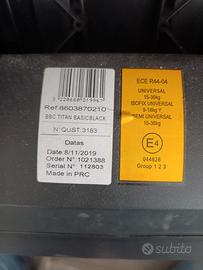 3220660319961
Ref.8603870210
BBC TITAN BASICBLACK
N°QUST:3183
Datas
Date: 8/11/2019
Order N°:1021388
Serial N°:112803
Made in PRC
ECE R44-04
UNIVERSAL
15-36kg
ISOFIX UNIVERSAL
9-18kg Y
SEMI UNIVERSAL
15-36kg
E4
044626
Group 1 2 3
subito